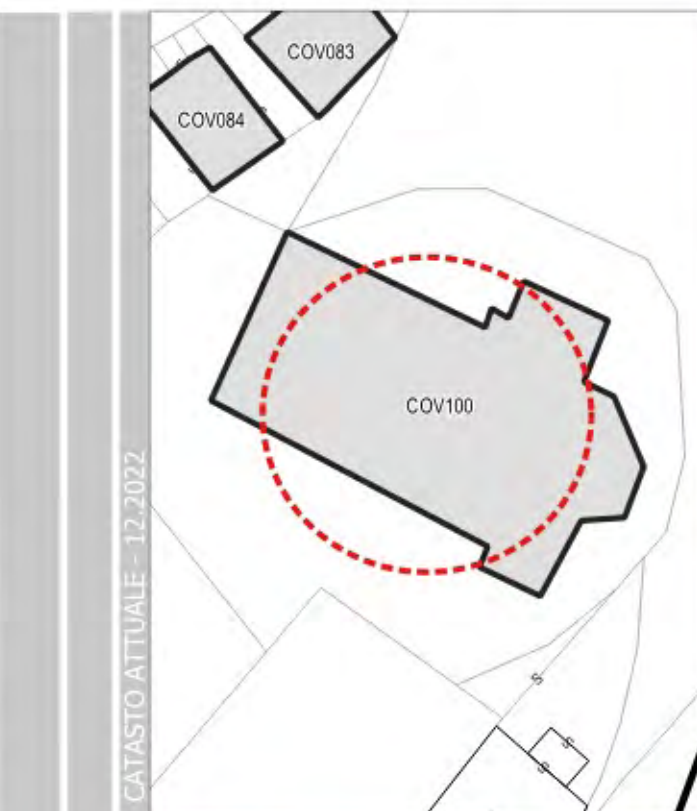 COV083
COV084
COV100
CATASTO ATTUALE - 12.2022
S
S
S